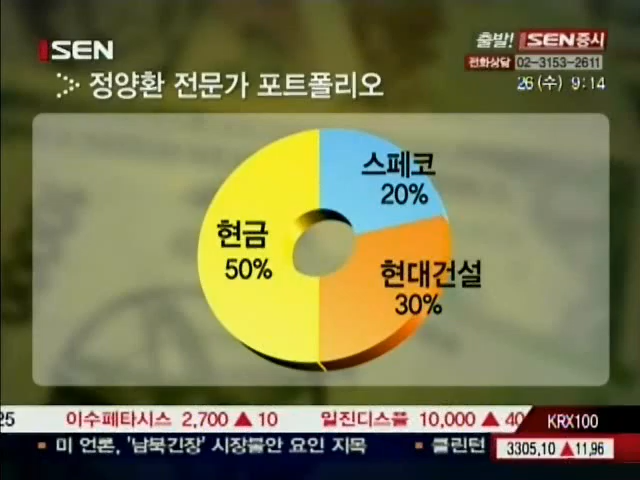 SEN
출발! SEN증시
전화상담 02-3153-2611
26(수) 9:14
정양환 전문가 포트폴리오
스페코
20%
현금
50%
현대건설
30%
25 이수페타시스 2,700 ▲ 10 일진디스플 10,000 ▲ 40 KRX100
미 언론, '남북긴장' 시장불안 요인 지목 클린턴 3305,10 ▲11,96